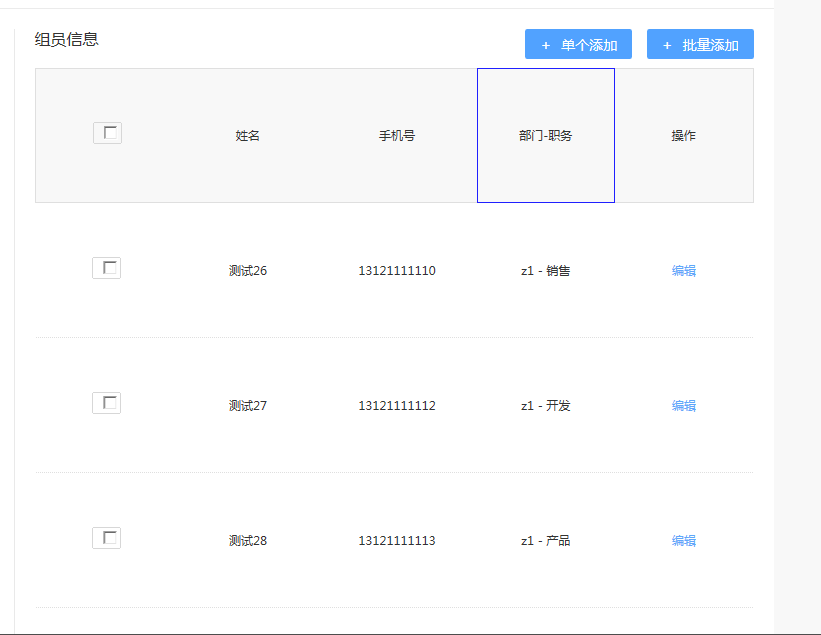 组员信息
+ 单个添加
+ 批量添加
姓名 手机号 部门-职务 操作
测试26 13121111110 z1 - 销售 编辑
测试27 13121111112 z1 - 开发 编辑
测试28 13121111113 z1 - 产品 编辑